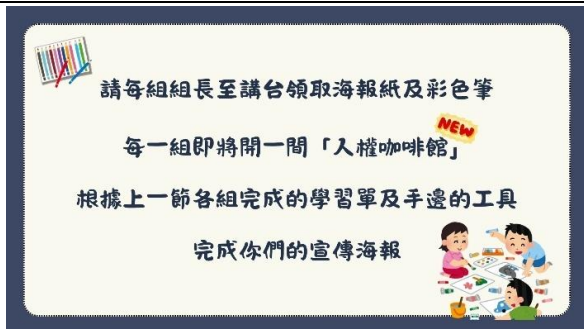 請每組組長至講台領取海報紙及彩色筆
NEW
每一組即將開一間「人權咖啡館」
根據上一節各組完成的學習單及手邊的工具
完成你們的宣傳海報